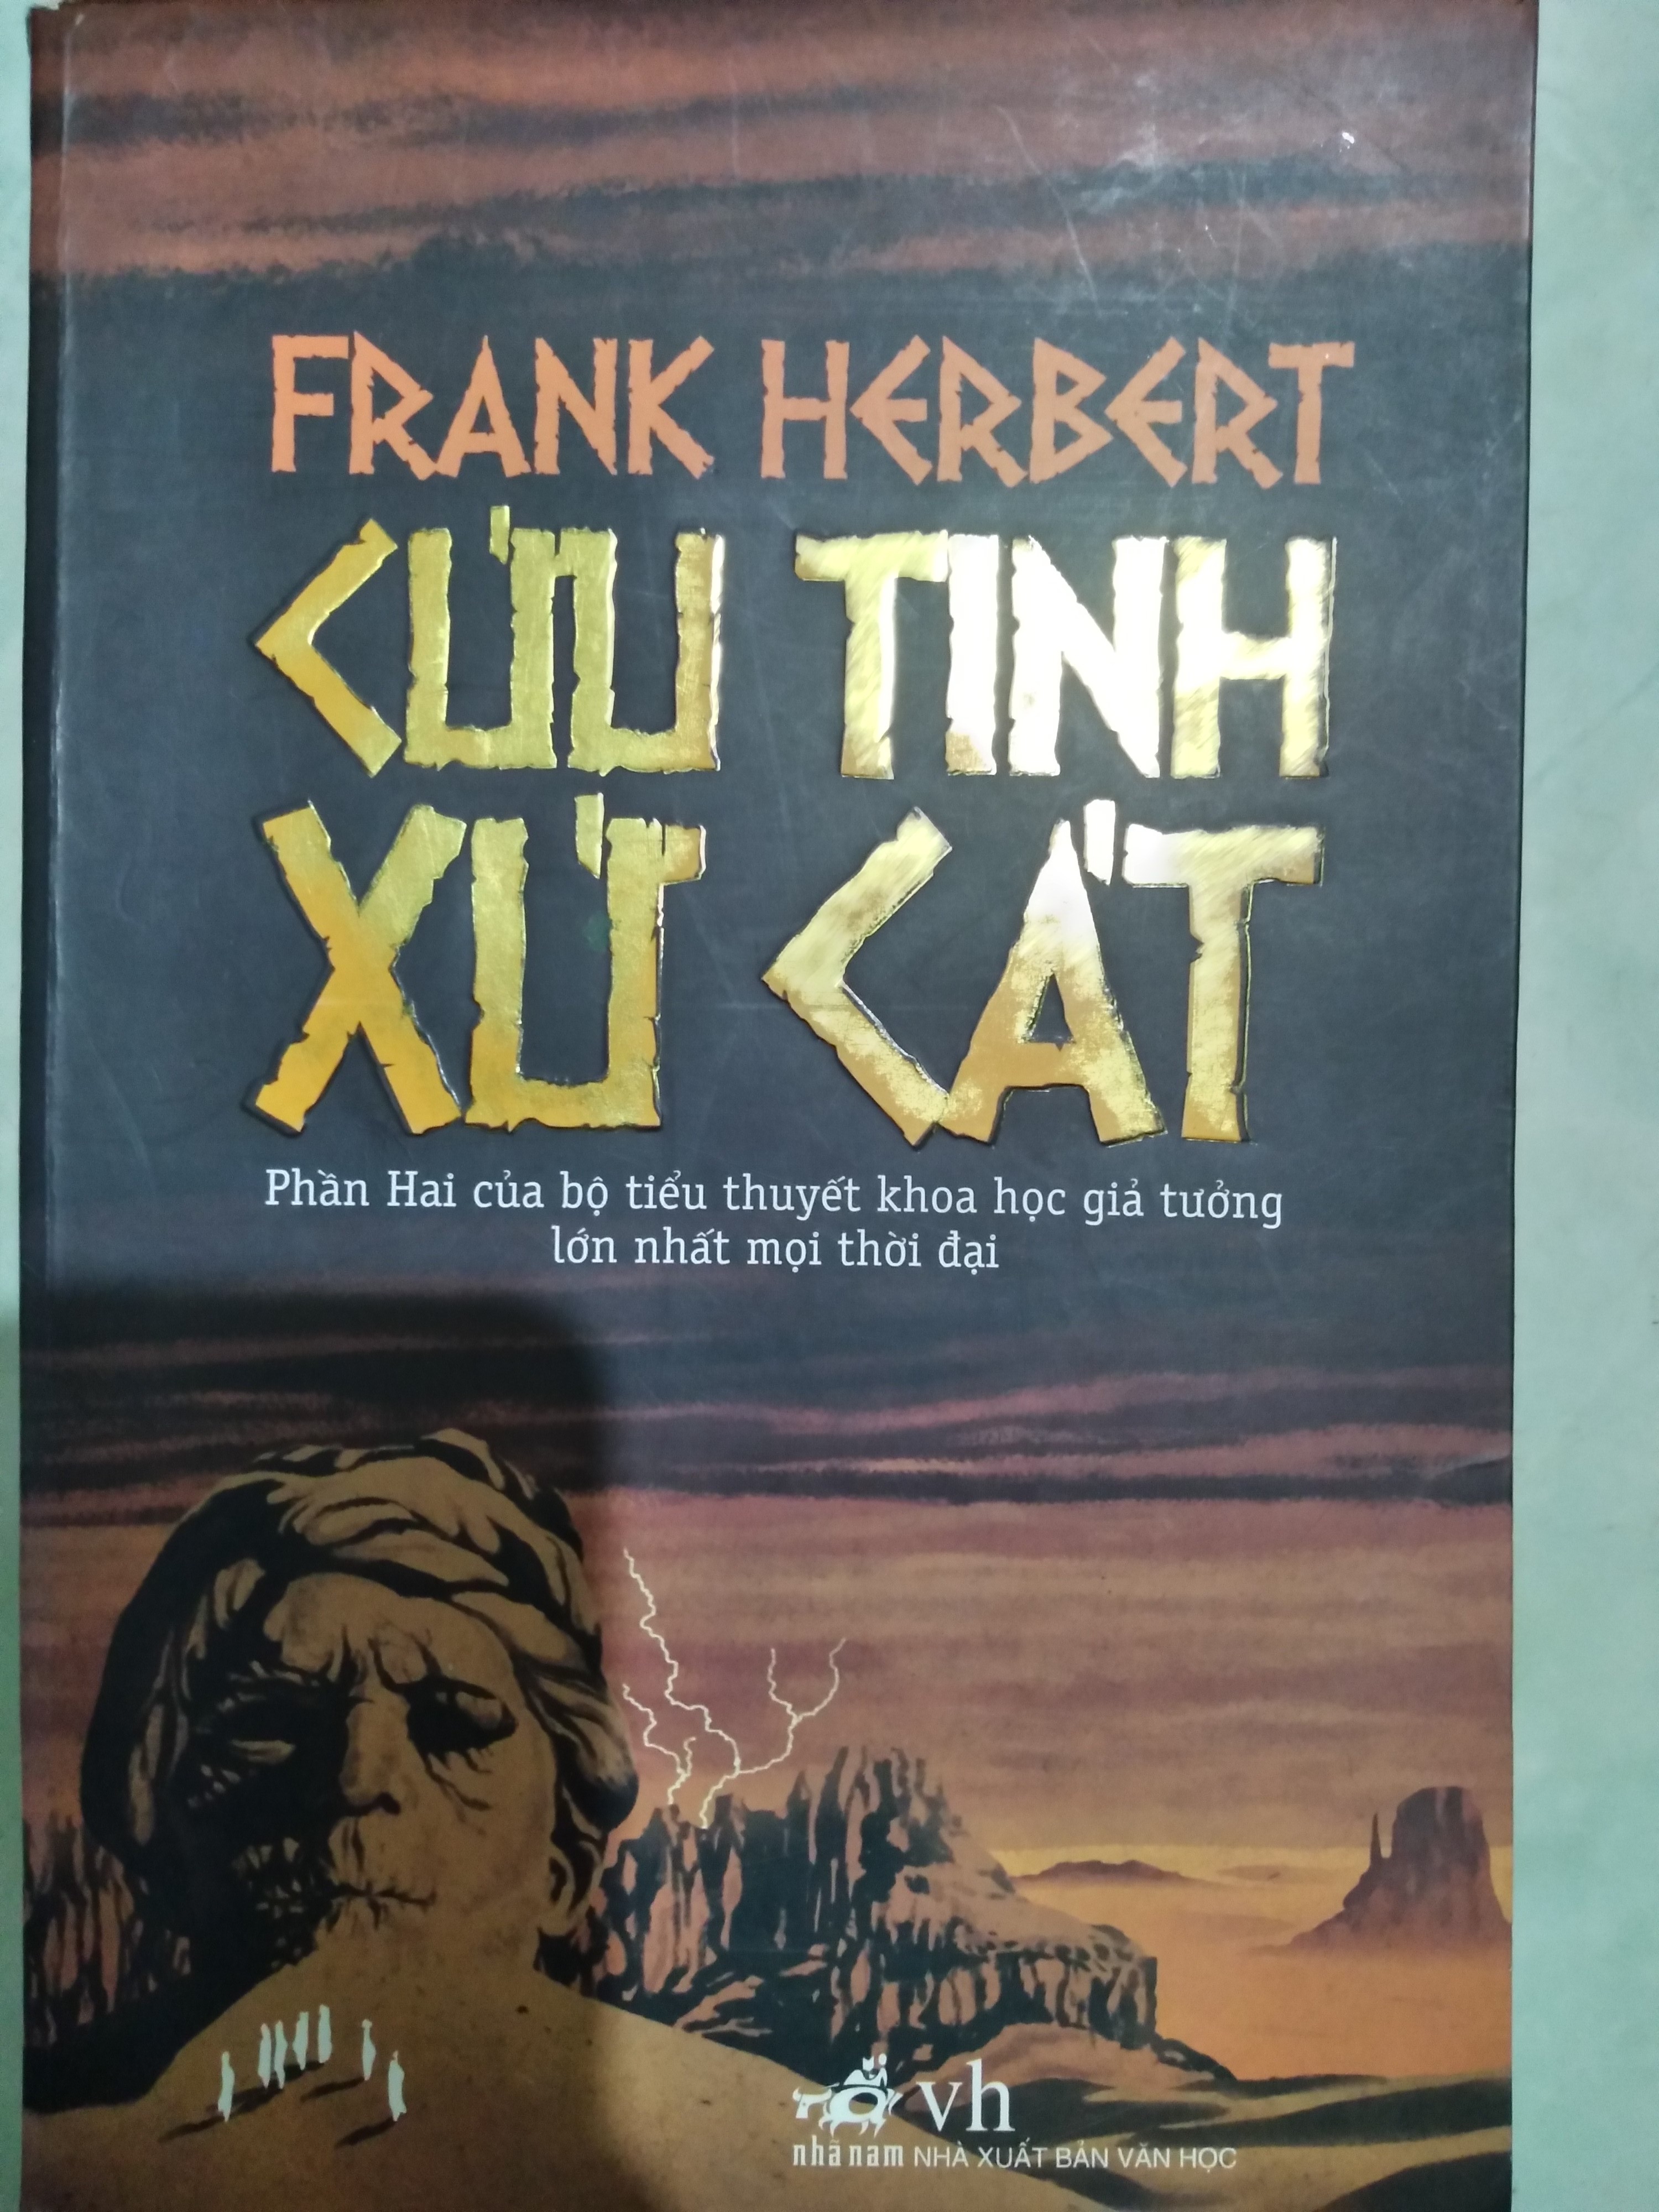 FRANK HERBERT
CỨU TINH
XỨ CÁT
Phần Hai của bộ tiểu thuyết khoa học giả tưởng
lớn nhất mọi thời đại
vh
nhã nam NHÀ XUẤT BẢN VĂN HỌC